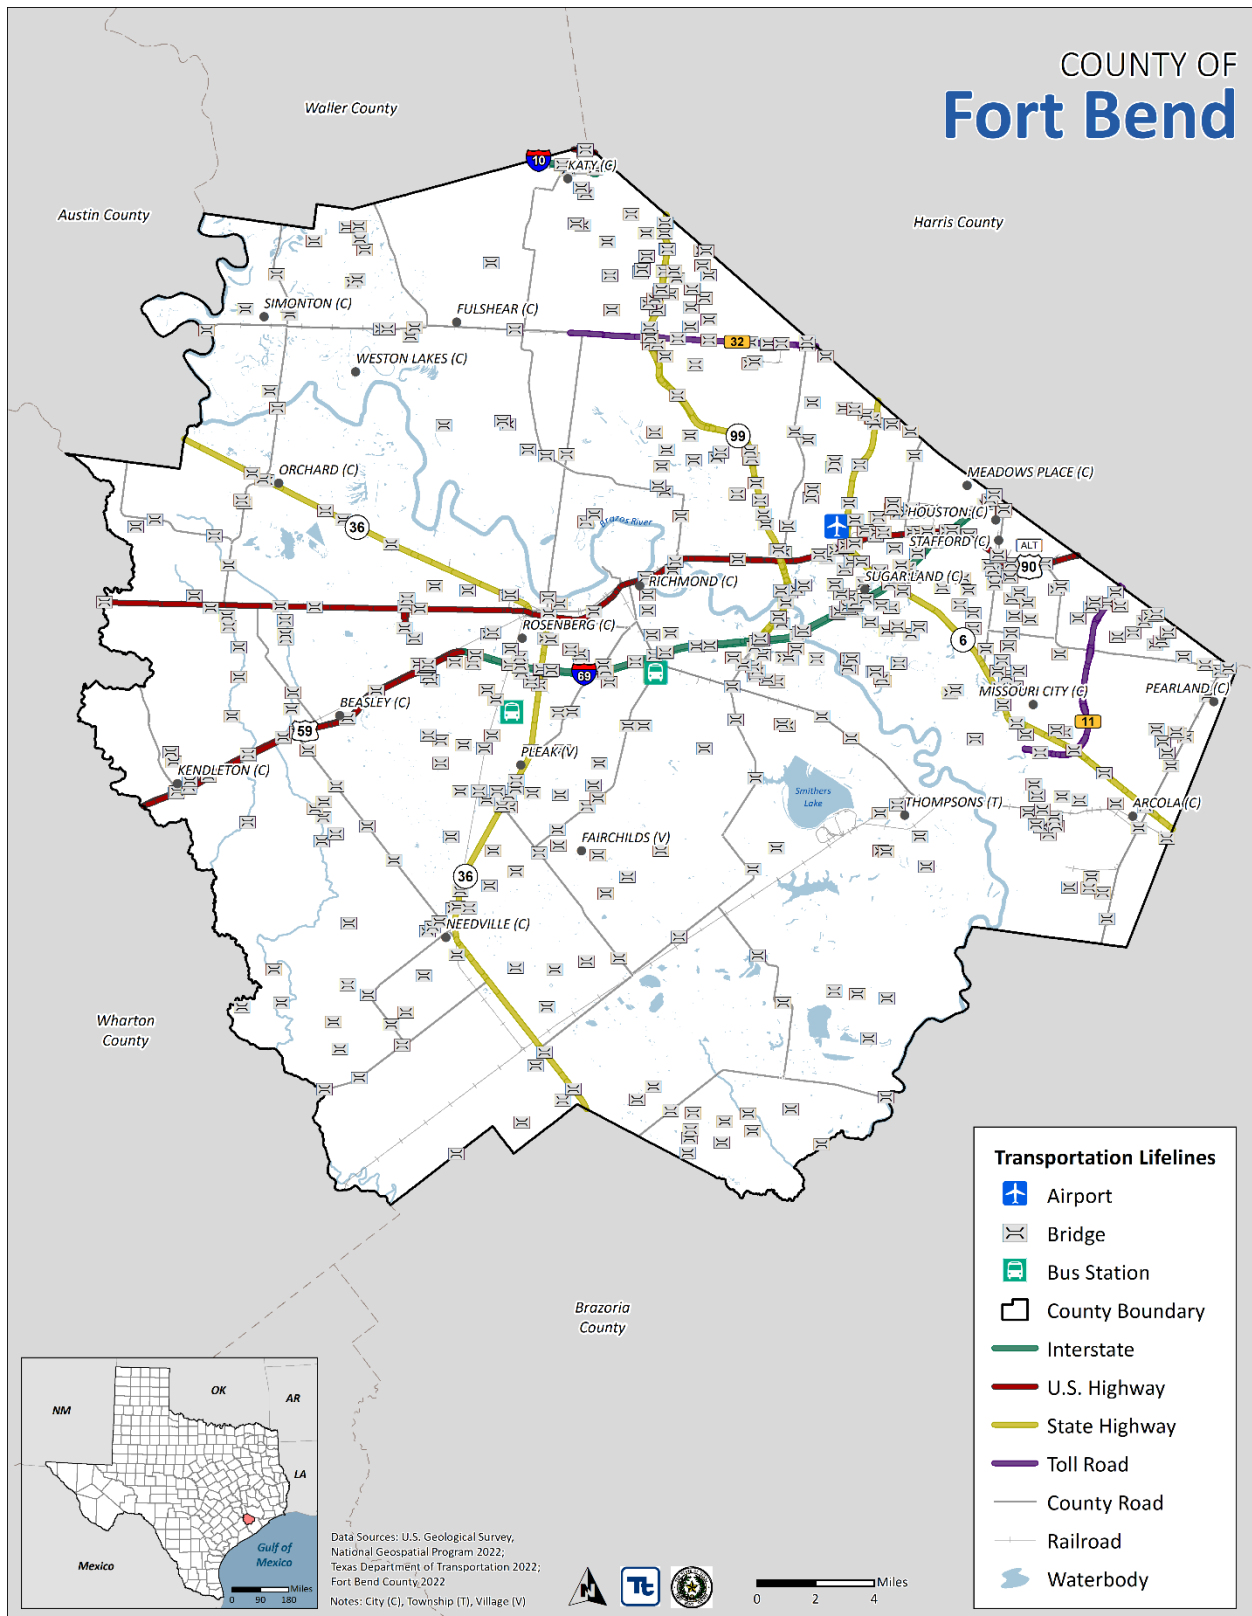 COUNTY OF
Fort Bend
Waller County
Austin County
Harris County
10
KATY (C)
SIMONTON (C)
FULSHEAR (C)
32
WESTON LAKES (C)
99
ORCHARD (C)
MEADOWS PLACE (C)
36
Brazos River
HOUSTON (C)
STAFFORD (C)
ALT
90
RICHMOND (C)
SUGAR LAND (C)
ROSENBERG (C)
6
69
BEASLEY (C)
MISSOURI CITY (C)
PEARLAND (C)
59
11
PLEAK (V)
KENDLETON (C)
Smithers
Lake
THOMPSONS (T)
ARCOLA (C)
FAIRCHILDS (V)
36
NEEDVILLE (C)
Wharton
County
Brazoria
County
Transportation Lifelines
Airport
Bridge
Bus Station
County Boundary
Interstate
U.S. Highway
State Highway
Toll Road
County Road
Railroad
Waterbody
NM
OK
AR
LA
Mexico
Gulf of
Mexico
Miles
0 90 180
Data Sources: U.S. Geological Survey,
National Geospatial Program 2022;
Texas Department of Transportation 2022;
Fort Bend County 2022
Notes: City (C), Township (T), Village (V)
N
Tt
Miles
0 2 4